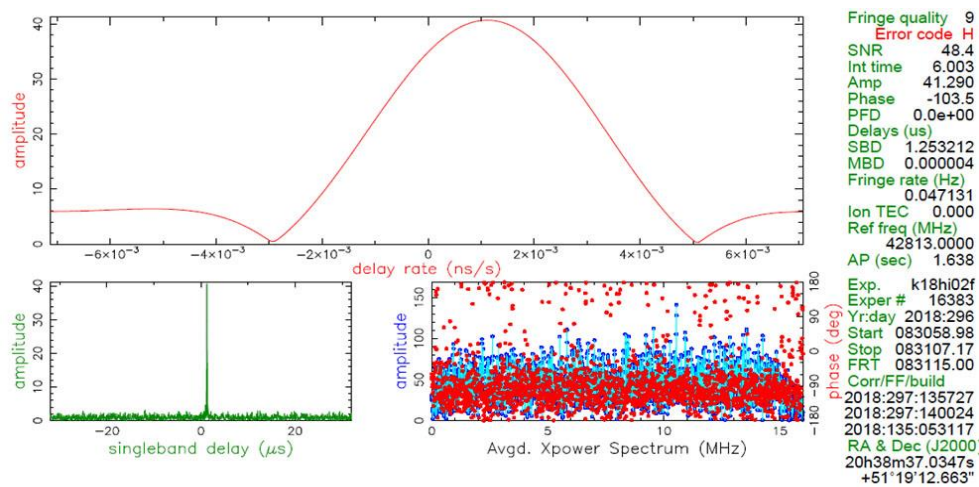 40
30
20
10
0
amplitude
−6×10⁻³ −4×10⁻³ −2×10⁻³ 0 2×10⁻³ 4×10⁻³ 6×10⁻³
delay rate (ns/s)
40
30
20
10
0
amplitude
−20 0 20
singleband delay (μs)
150
100
50
0
amplitude
180
90
0
−90
−180
phase (deg)
0 5 10 15
Avgd. Xpower Spectrum (MHz)
Fringe quality 9
Error code H
SNR 48.4
Int time 6.003
Amp 41.290
Phase -103.5
PFD 0.0e+00
Delays (us)
SBD 1.253212
MBD 0.000004
Fringe rate (Hz)
0.047131
Ion TEC 0.000
Ref freq (MHz)
42813.0000
AP (sec) 1.638
Exp. k18hi02f
Exper # 16383
Yr:day 2018:296
Start 083058.98
Stop 083107.17
FRT 083115.00
Corr/FF/build
2018:297:135727
2018:297:140024
2018:135:053117
RA & Dec (J2000)
20h38m37.0347s
+51°19'12.663"